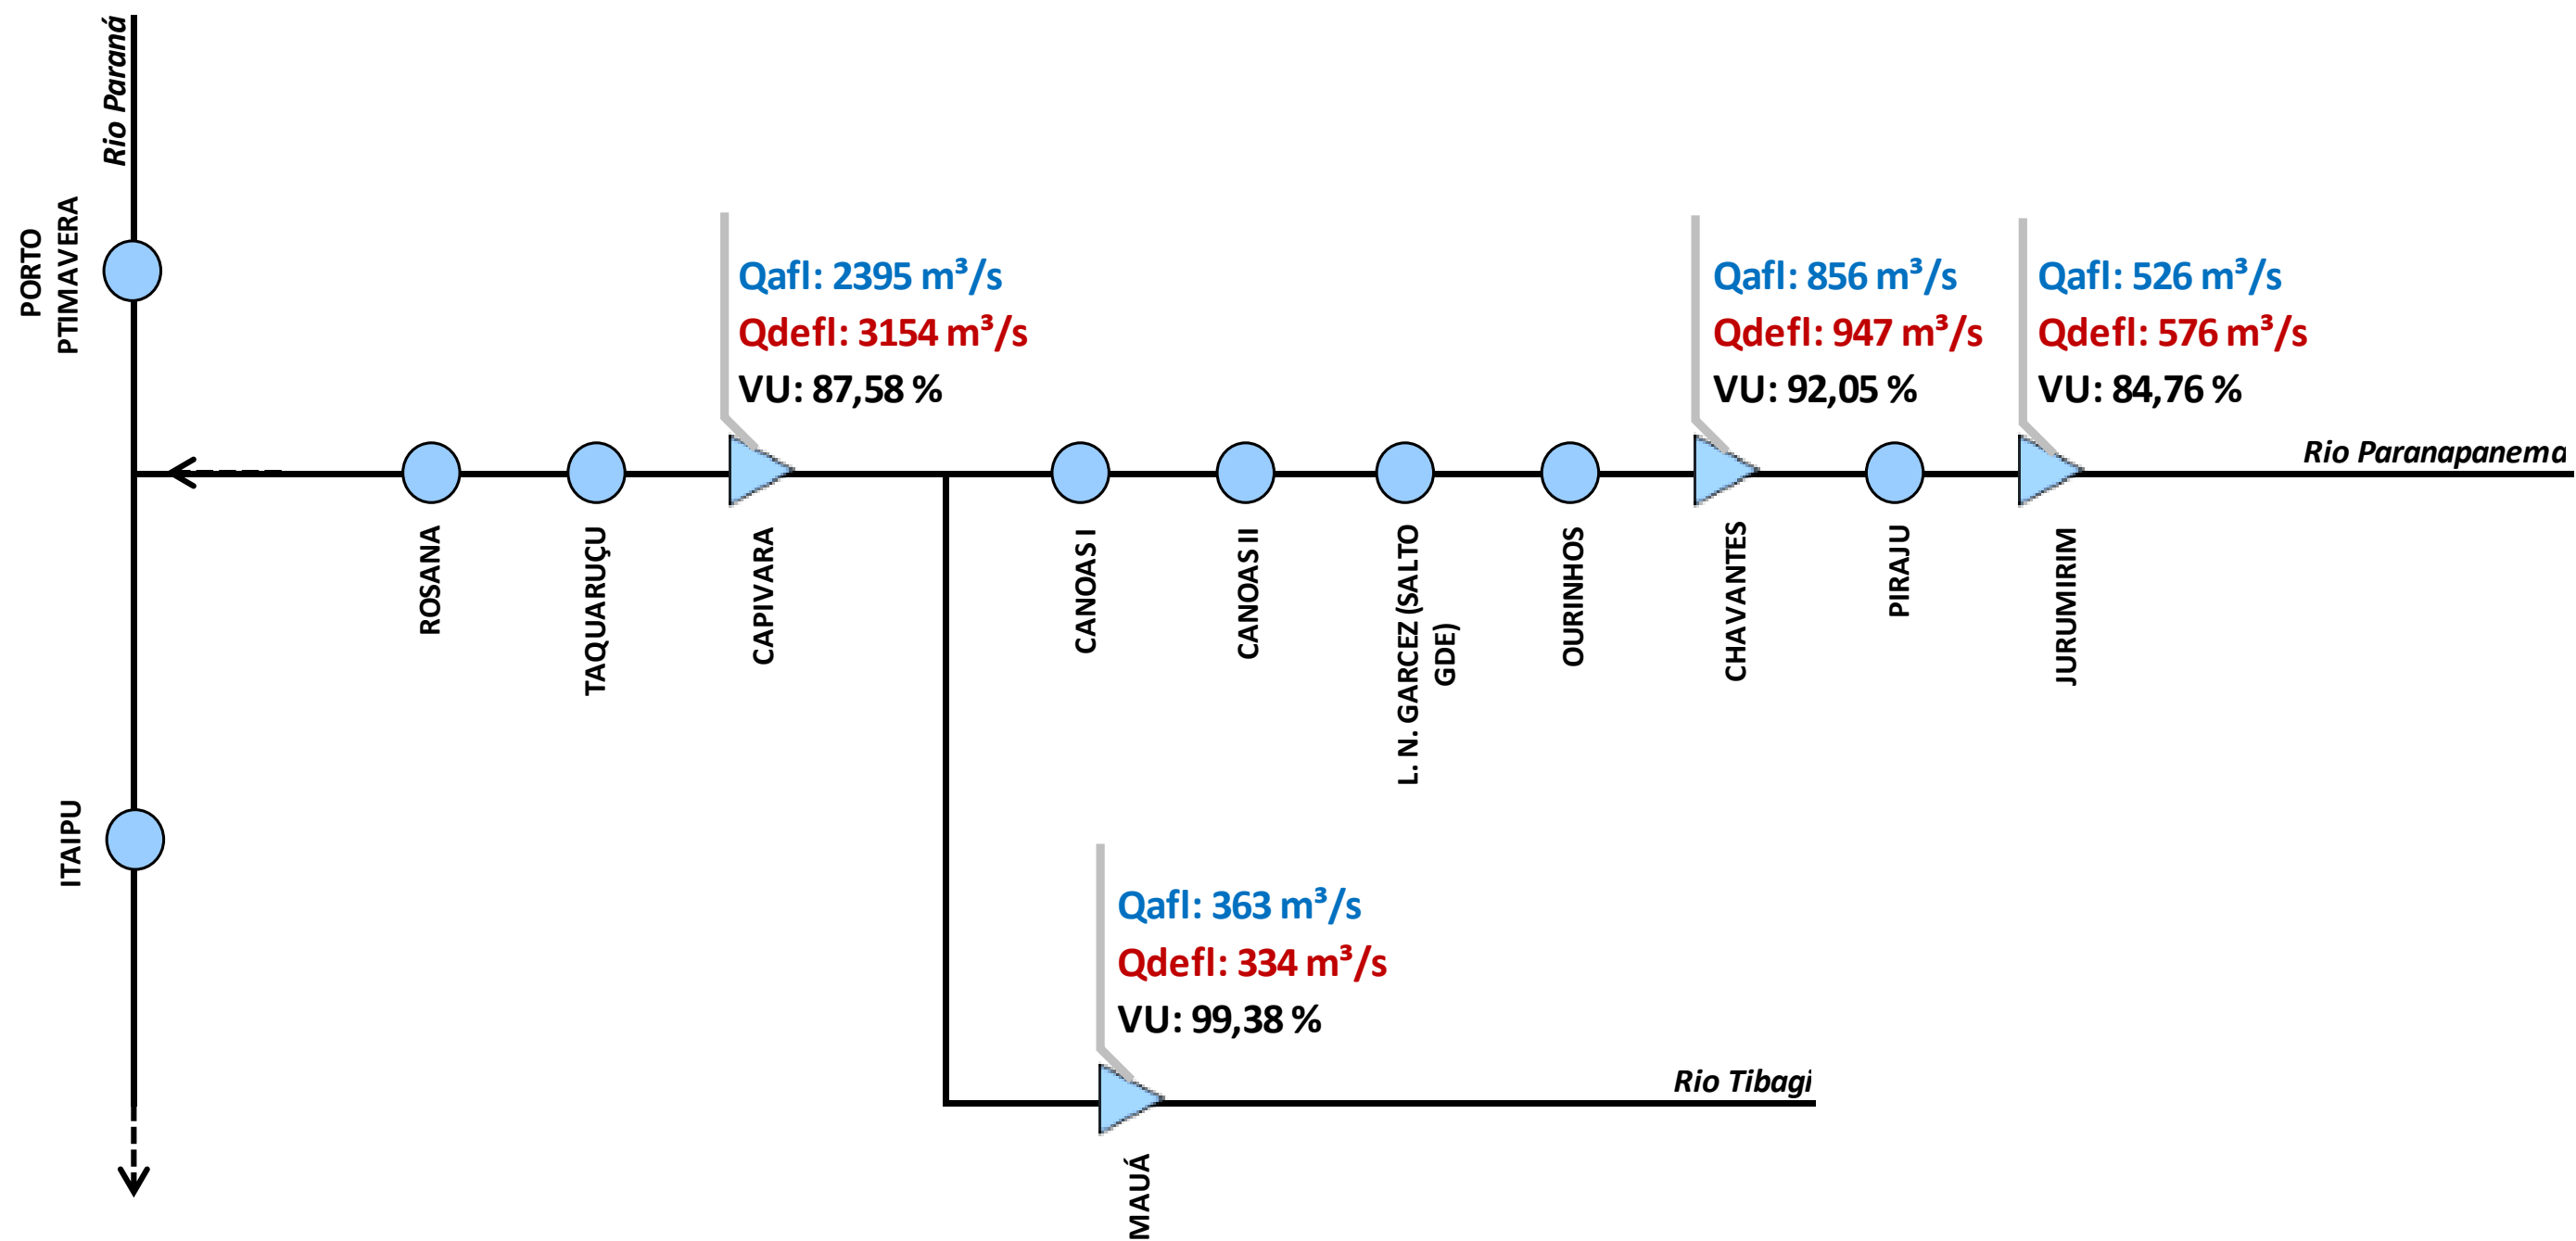 Rio Paraná
PORTO
PTIMAVERA
Qafl: 2395 m³/s
Qdefl: 3154 m³/s
VU: 87,58 %
Qafl: 856 m³/s
Qdefl: 947 m³/s
VU: 92,05 %
Qafl: 526 m³/s
Qdefl: 576 m³/s
VU: 84,76 %
Rio Paranapanema
ROSANA
TAQUARUÇU
CAPIVARA
CANOAS I
CANOAS II
L. N. GARCEZ (SALTO
GDE)
OURINHOS
CHAVANTES
PIRAJU
JURUMIRIM
ITAIPU
Qafl: 363 m³/s
Qdefl: 334 m³/s
VU: 99,38 %
Rio Tibagi
MAUÁ